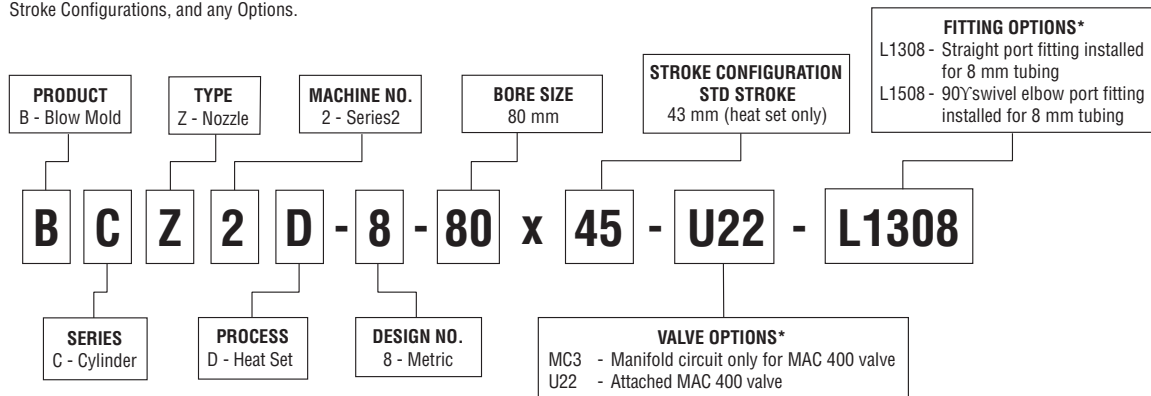 Stroke Configurations, and any Options.
FITTING OPTIONS*
L1308 - Straight port fitting installed
for 8 mm tubing
L1508 - 90ϒswivel elbow port fitting
installed for 8 mm tubing
PRODUCT
B - Blow Mold
TYPE
Z - Nozzle
MACHINE NO.
2 - Series2
BORE SIZE
80 mm
STROKE CONFIGURATION
STD STROKE
43 mm (heat set only)
B C Z 2 D - 8 - 80 x 45 - U22 - L1308
SERIES
C - Cylinder
PROCESS
D - Heat Set
DESIGN NO.
8 - Metric
VALVE OPTIONS*
MC3 - Manifold circuit only for MAC 400 valve
U22 - Attached MAC 400 valve